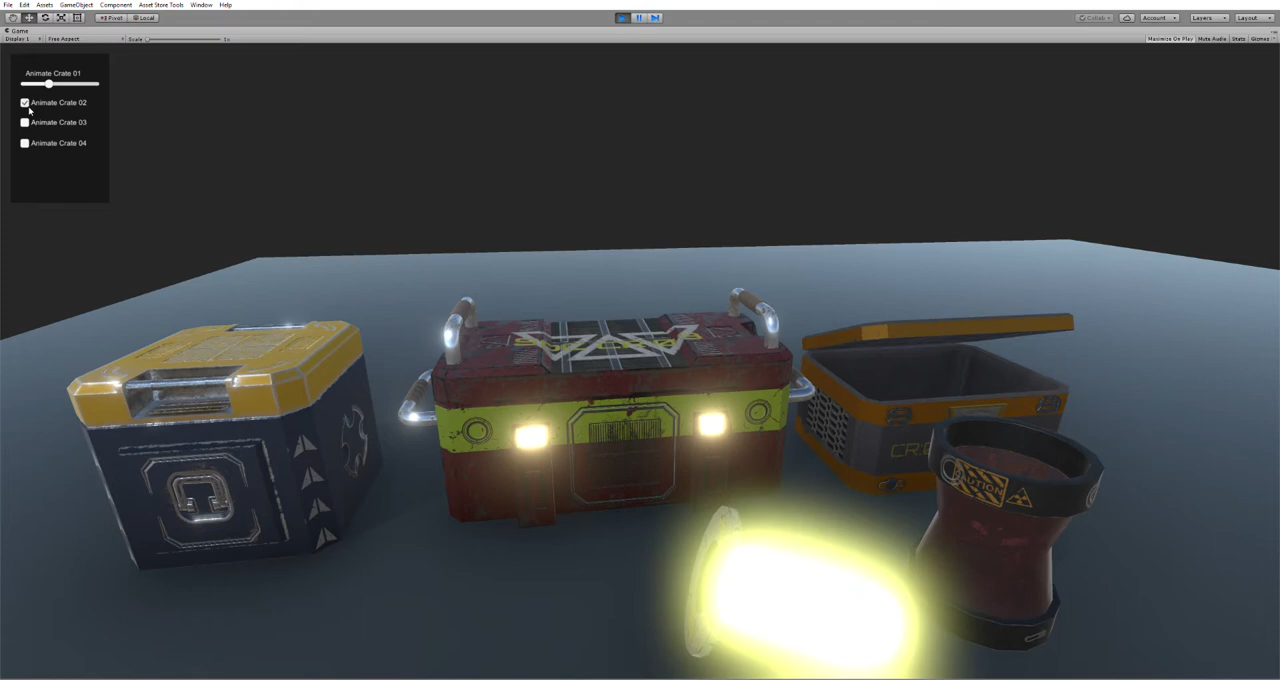 File Edit Assets GameObject Component Asset Store Tools Window Help
Pivot Local Collab Account Layers Layout
Game
Display 1 Free Aspect Scale 1x Maximize On Play Mute Audio Stats Gizmos
Animate Crate 01
Animate Crate 02
Animate Crate 03
Animate Crate 04
CAUTION